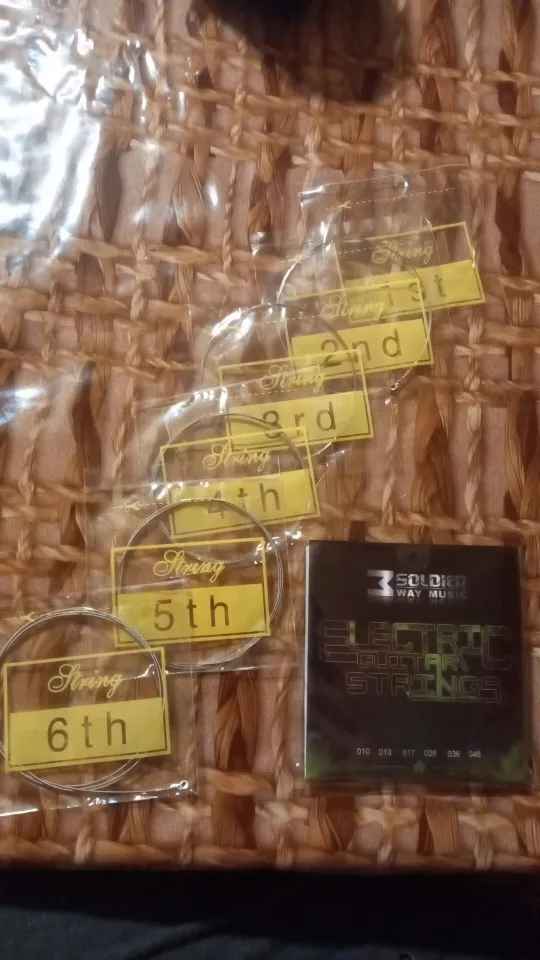 String
1st
String
2nd
String
3rd
String
4th
String
5th
String
6th
3 SOLDIER
WAY MUSIC
ELECTRIC
GUITAR
STRINGS
010 013 017 026 036 046